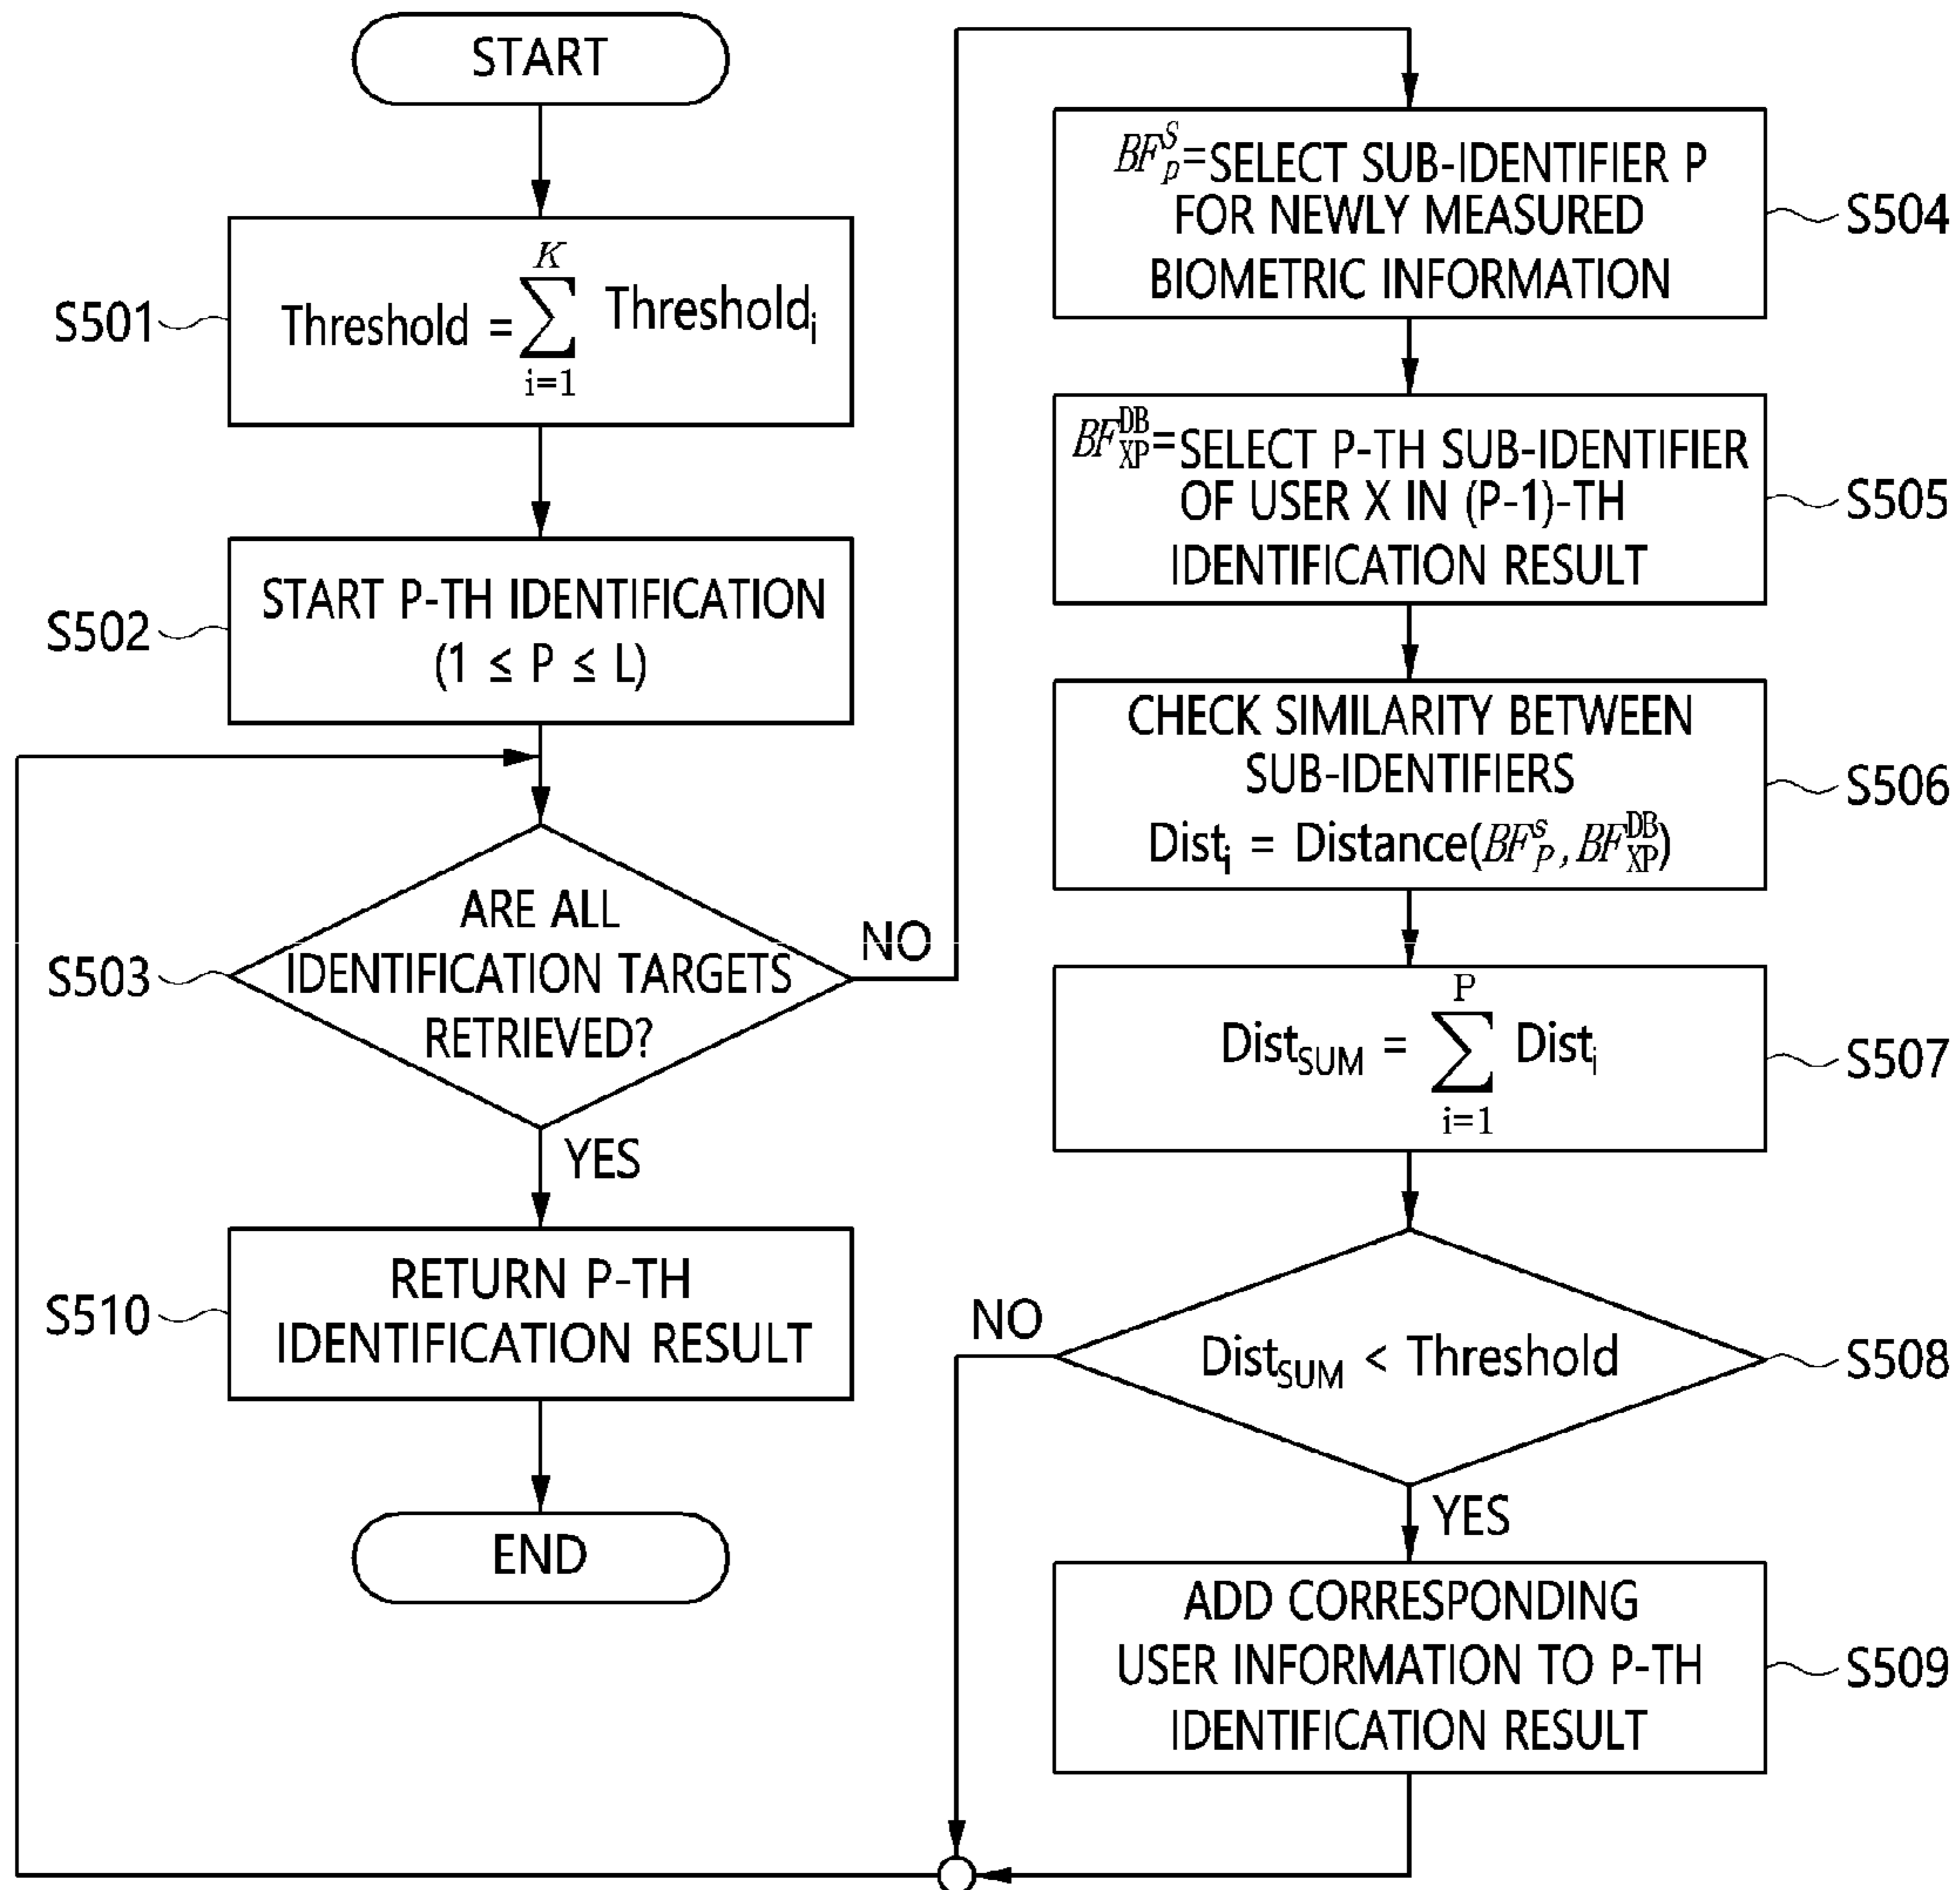 START
S501
K
Threshold = ∑ Thresholdᵢ
i=1
S502
START P-TH IDENTIFICATION
(1 ≤ P ≤ L)
S503
ARE ALL
IDENTIFICATION TARGETS
RETRIEVED?
NO
YES
S510
RETURN P-TH
IDENTIFICATION RESULT
END
BF_p^S=SELECT SUB-IDENTIFIER P
FOR NEWLY MEASURED
BIOMETRIC INFORMATION
S504
BF_XP^DB=SELECT P-TH SUB-IDENTIFIER
OF USER X IN (P-1)-TH
IDENTIFICATION RESULT
S505
CHECK SIMILARITY BETWEEN
SUB-IDENTIFIERS
Distᵢ = Distance(BF_P^s, BF_XP^DB)
S506
P
Dist_SUM = ∑ Distᵢ
i=1
S507
NO
Dist_SUM < Threshold
S508
YES
ADD CORRESPONDING
USER INFORMATION TO P-TH
IDENTIFICATION RESULT
S509